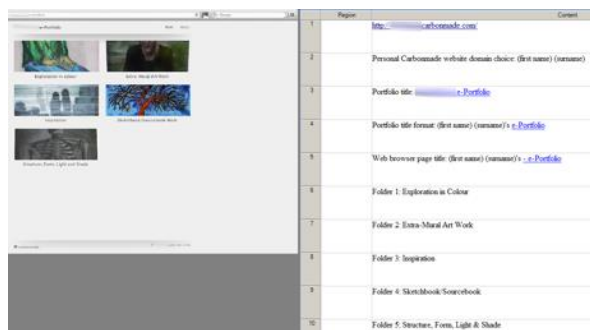 e-Portfolio
Exploration in Colour
Extra-Mural Art Work
Inspiration
Sketchbook/Sourcebook Work
Structure, Form, Light and Shade
Region
Content
1
http://
carbonmade.com/
2
Personal Carbonmade website domain choice: (first name) (surname)
3
Portfolio title:
e-Portfolio
4
Portfolio title format: (first name) (surname)'s e-Portfolio
5
Web browser page title: (first name) (surname)'s - e-Portfolio
6
Folder 1: Exploration in Colour
7
Folder 2: Extra-Mural Art Work
8
Folder 3: Inspiration
9
Folder 4: Sketchbook/Sourcebook
10
Folder 5: Structure, Form, Light & Shade